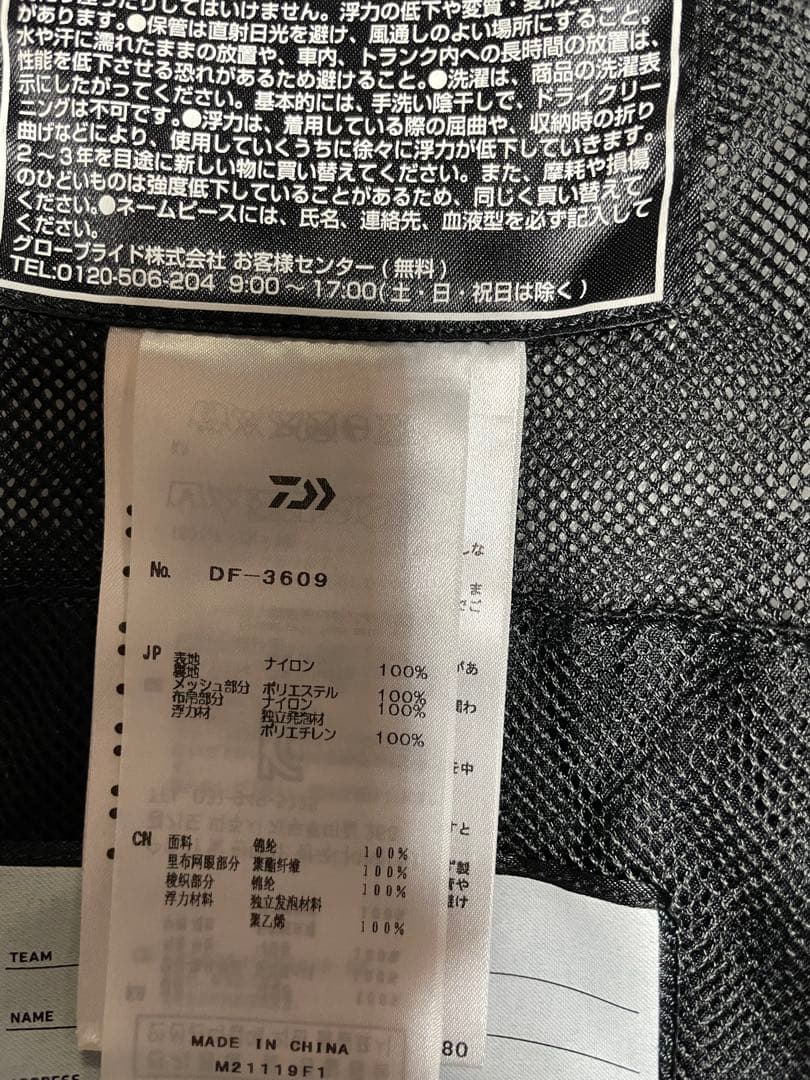 があります。●保管は直射日光を避け、風通しのよい場所にすること。
水や汗に濡れたままの放置や、車内、トランク内への長時間の放置は、
性能を低下させる恐れがあるため避けること。●洗濯は、商品の洗濯表
示にしたがってください。基本的には、手洗い陰干しで、ドライクリー
ニングは不可です。●浮力は、着用している際の屈曲や、収納時の折り
曲げなどにより、使用していくうちに徐々に浮力が低下していきます。
2～3年を目途に新しい物に買い替えてください。また、摩耗や損傷
のひどいものは強度低下していることがあるため、同じく買い替えて
ください。●ネームピースには、氏名、連絡先、血液型を必ず記入して
ください。
グローブライド株式会社 お客様センター(無料)
TEL:0120-506-204 9:00～17:00(土・日・祝日は除く)
No. DF-3609
JP 表地 ナイロン 100%
裏地
メッシュ部分 ポリエステル 100%
布帛部分 ナイロン 100%
浮力材 独立発泡材
ポリエチレン 100%
CN 面料 锦纶 100%
里布网眼部分 聚酯纤维 100%
梭织部分 锦纶 100%
浮力材料 独立发泡材料
聚乙烯 100%
MADE IN CHINA
M21119F1
80
TEAM
NAME